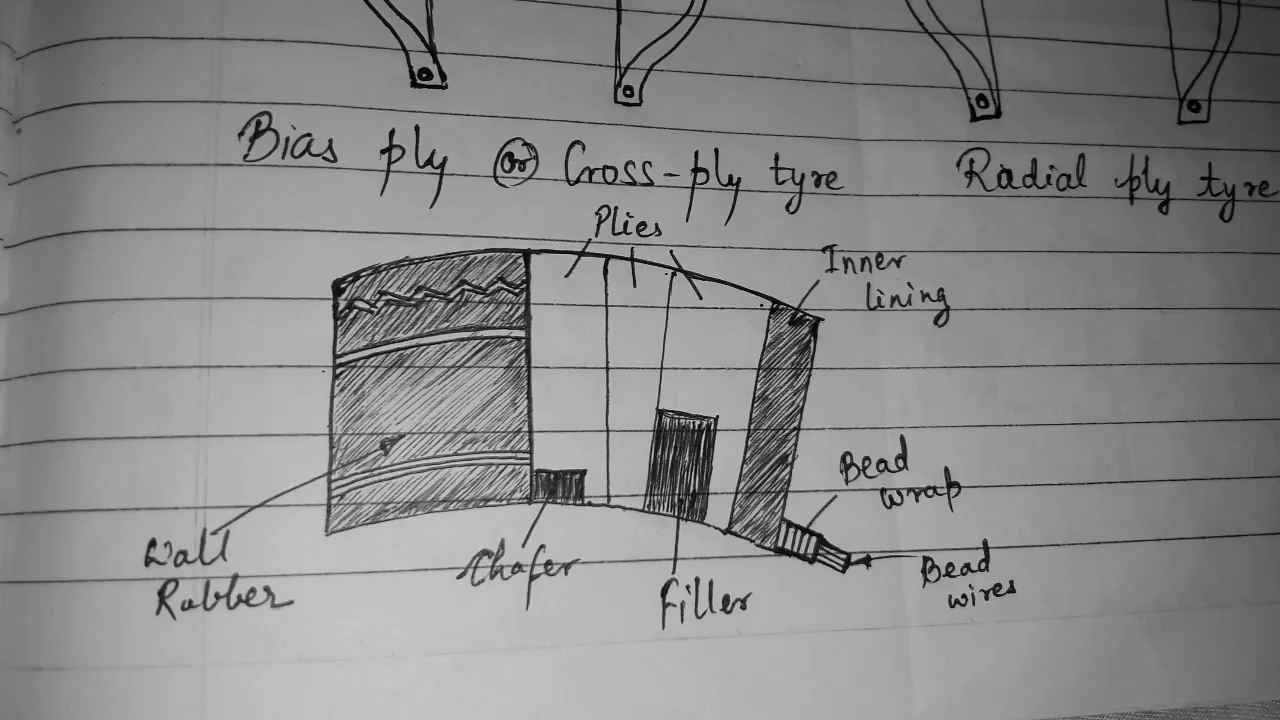 Bias ply or Cross-ply tyre
Radial ply tyre
Plies
Inner
lining
Bead
wrap
Wall
Rubber
Chafer
Filler
Bead
wires